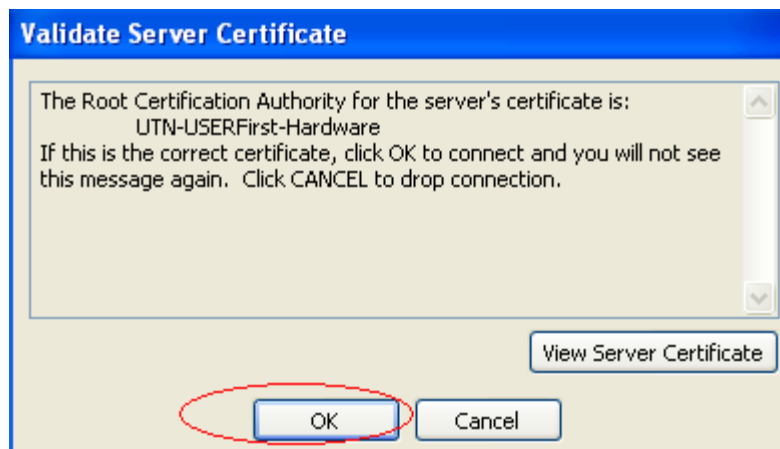 Validate Server Certificate
The Root Certification Authority for the server's certificate is:
UTN-USERFirst-Hardware
If this is the correct certificate, click OK to connect and you will not see
this message again. Click CANCEL to drop connection.
View Server Certificate
OK Cancel